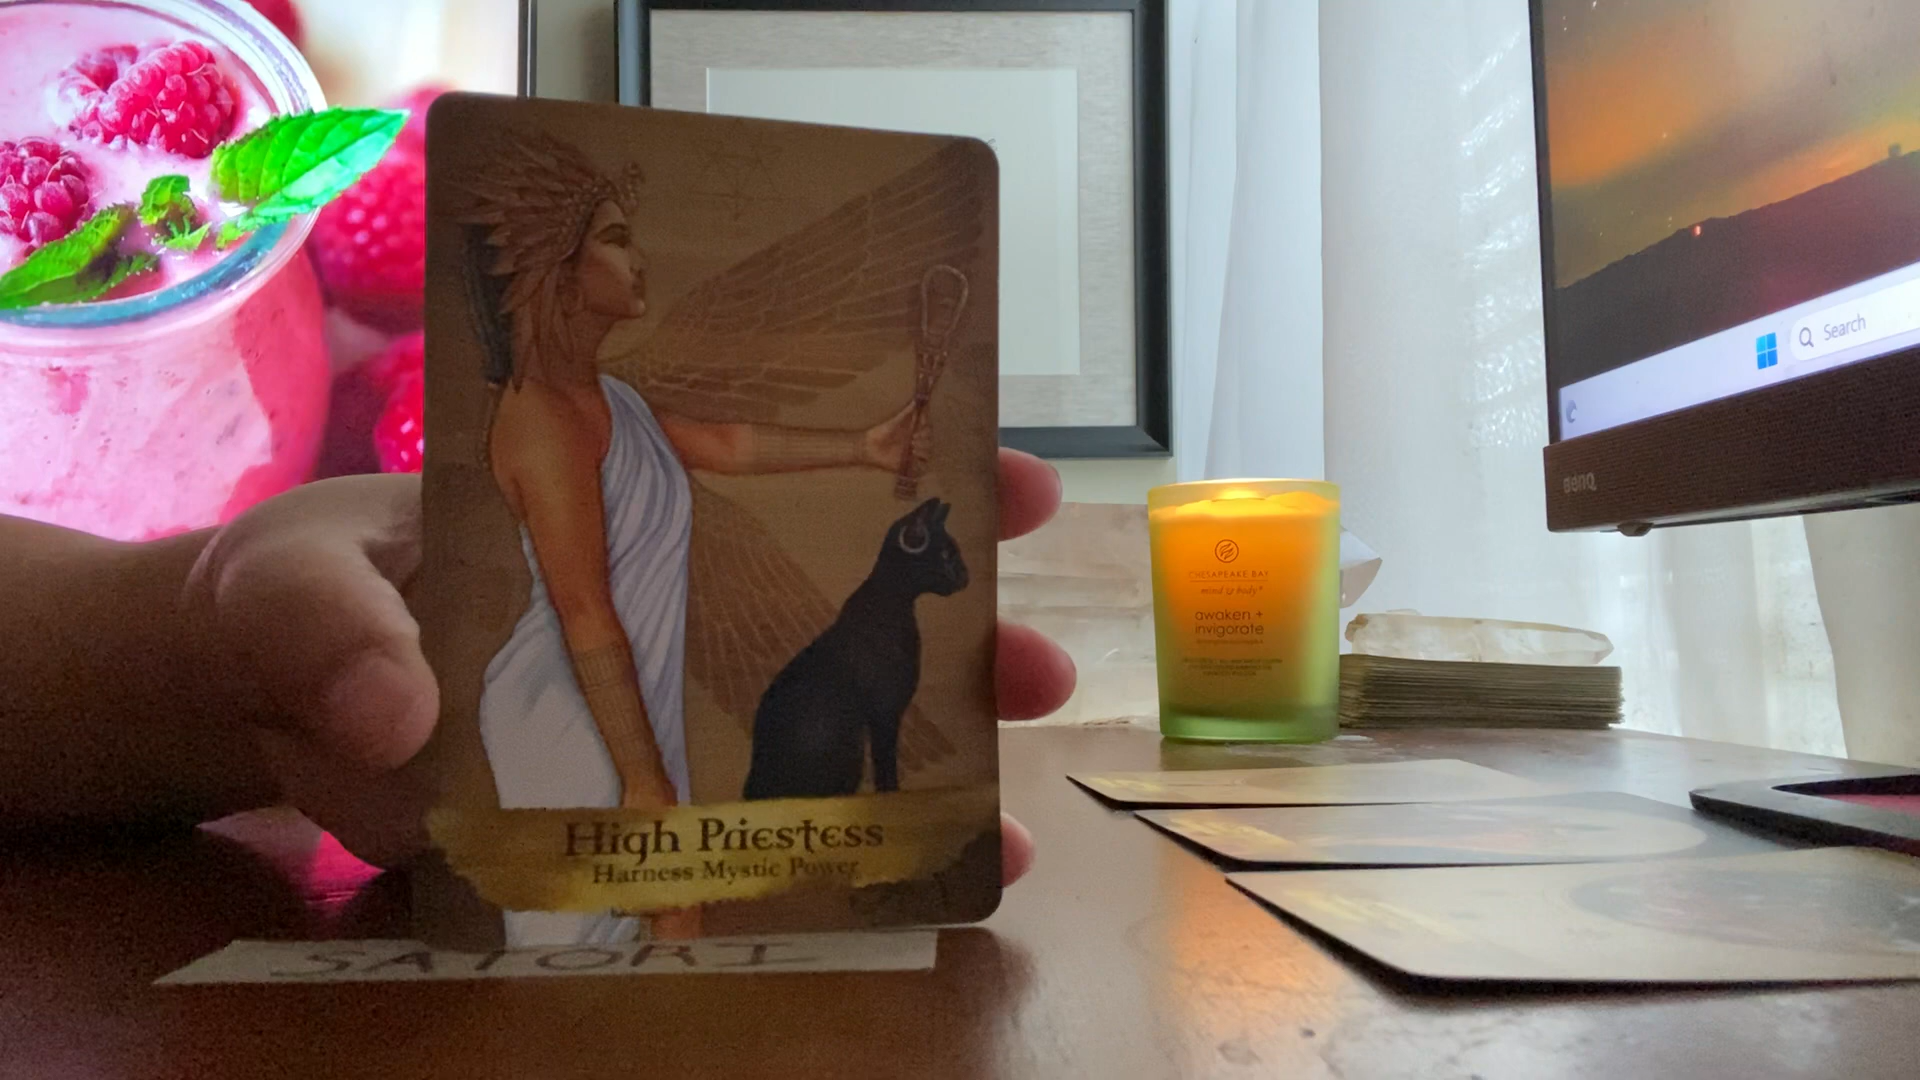 High Priestess
Harness Mystic Power
SATORI
CHESAPEAKE BAY
mind & body
awaken +
invigorate
BenQ
Search